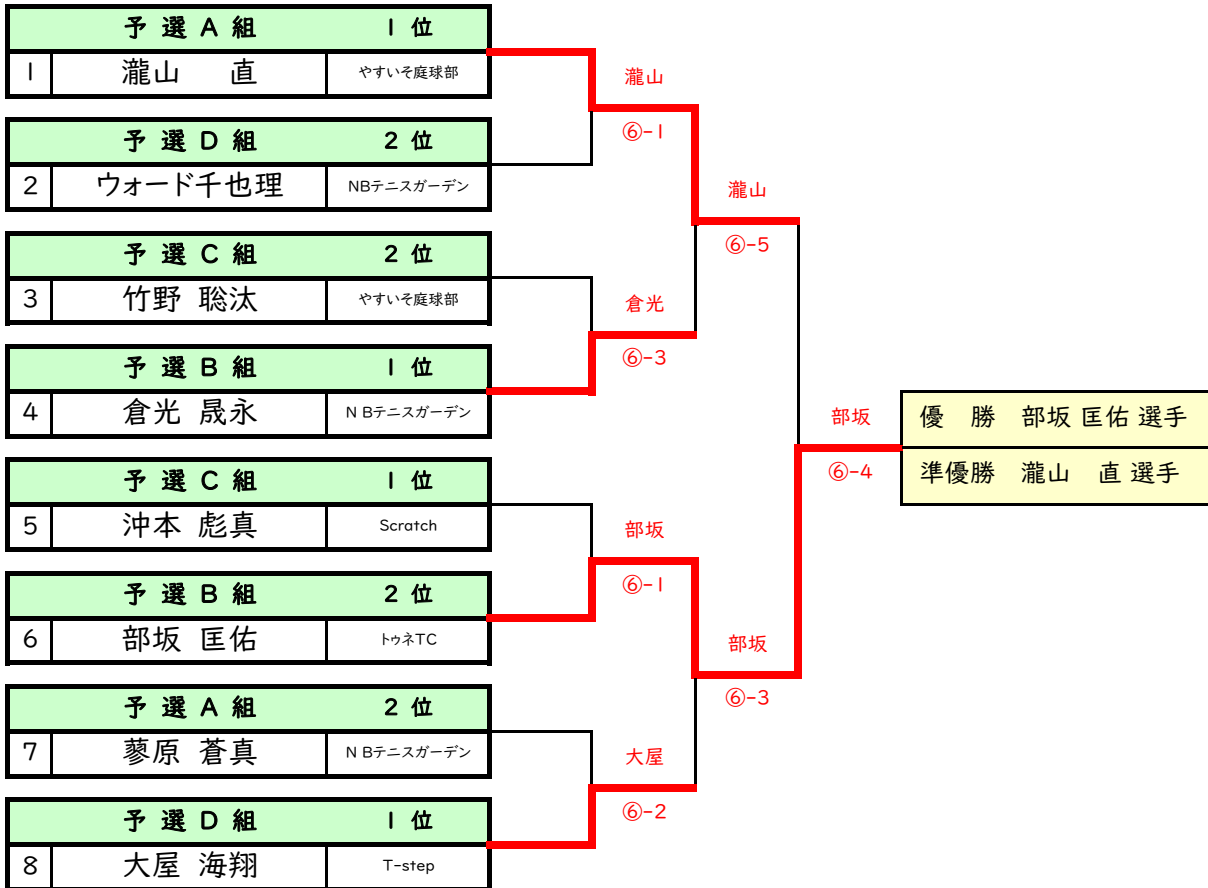 予選A組 1位
1 瀧山 直 やすいそ庭球部
予選D組 2位
2 ウォード千也理 NBテニスガーデン
予選C組 2位
3 竹野 聡汰 やすいそ庭球部
予選B組 1位
4 倉光 晟永 NBテニスガーデン
予選C組 1位
5 沖本 彪真 Scratch
予選B組 2位
6 部坂 匡佑 トゥネTC
予選A組 2位
7 蓼原 蒼真 NBテニスガーデン
予選D組 1位
8 大屋 海翔 T-step
瀧山
⑥-1
倉光
⑥-3
部坂
⑥-1
大屋
⑥-2
瀧山
⑥-5
部坂
⑥-3
部坂
⑥-4
優 勝 部坂 匡佑 選手
準優勝 瀧山 直 選手